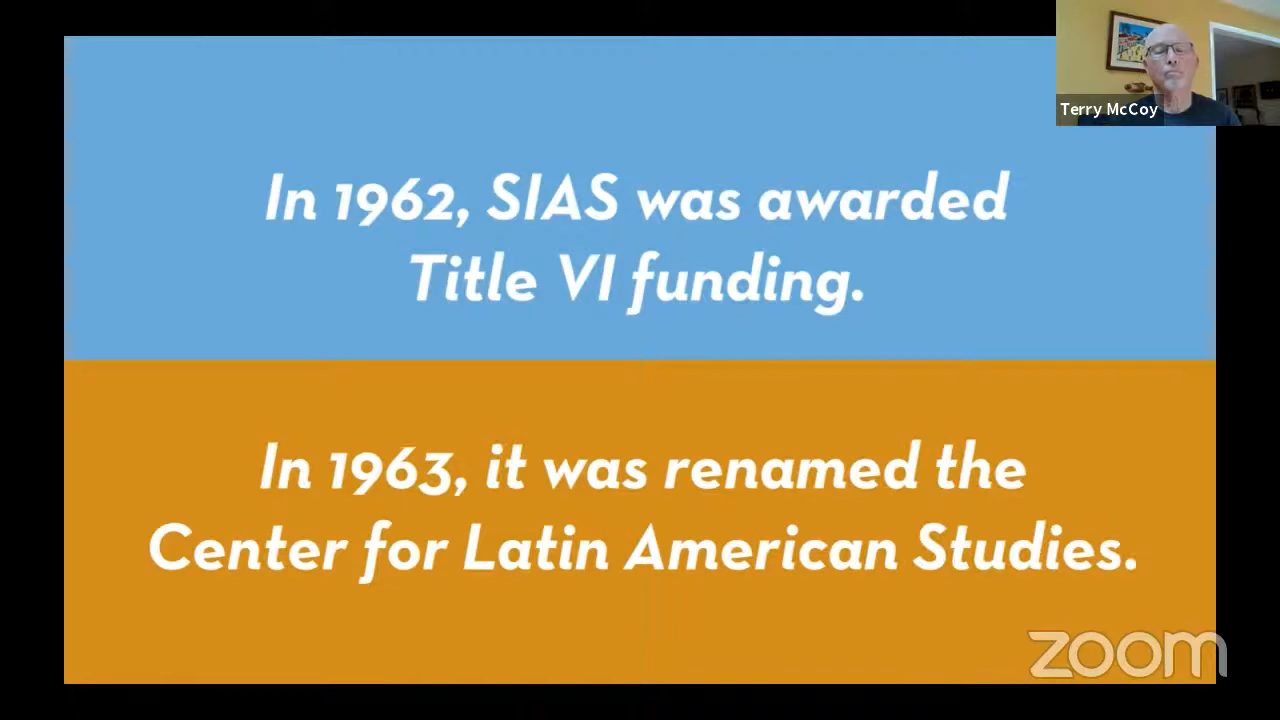 Terry McCoy
In 1962, SIAS was awarded
Title VI funding.
In 1963, it was renamed the
Center for Latin American Studies.
zoom